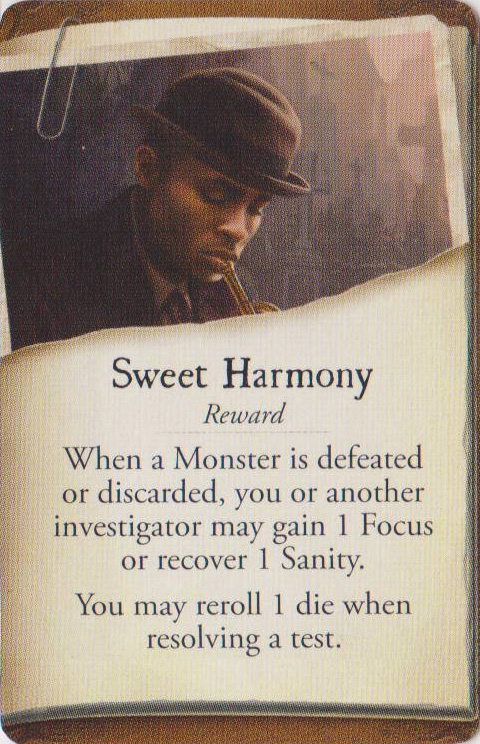 Sweet Harmony
Reward
When a Monster is defeated
or discarded, you or another
investigator may gain 1 Focus
or recover 1 Sanity.
You may reroll 1 die when
resolving a test.